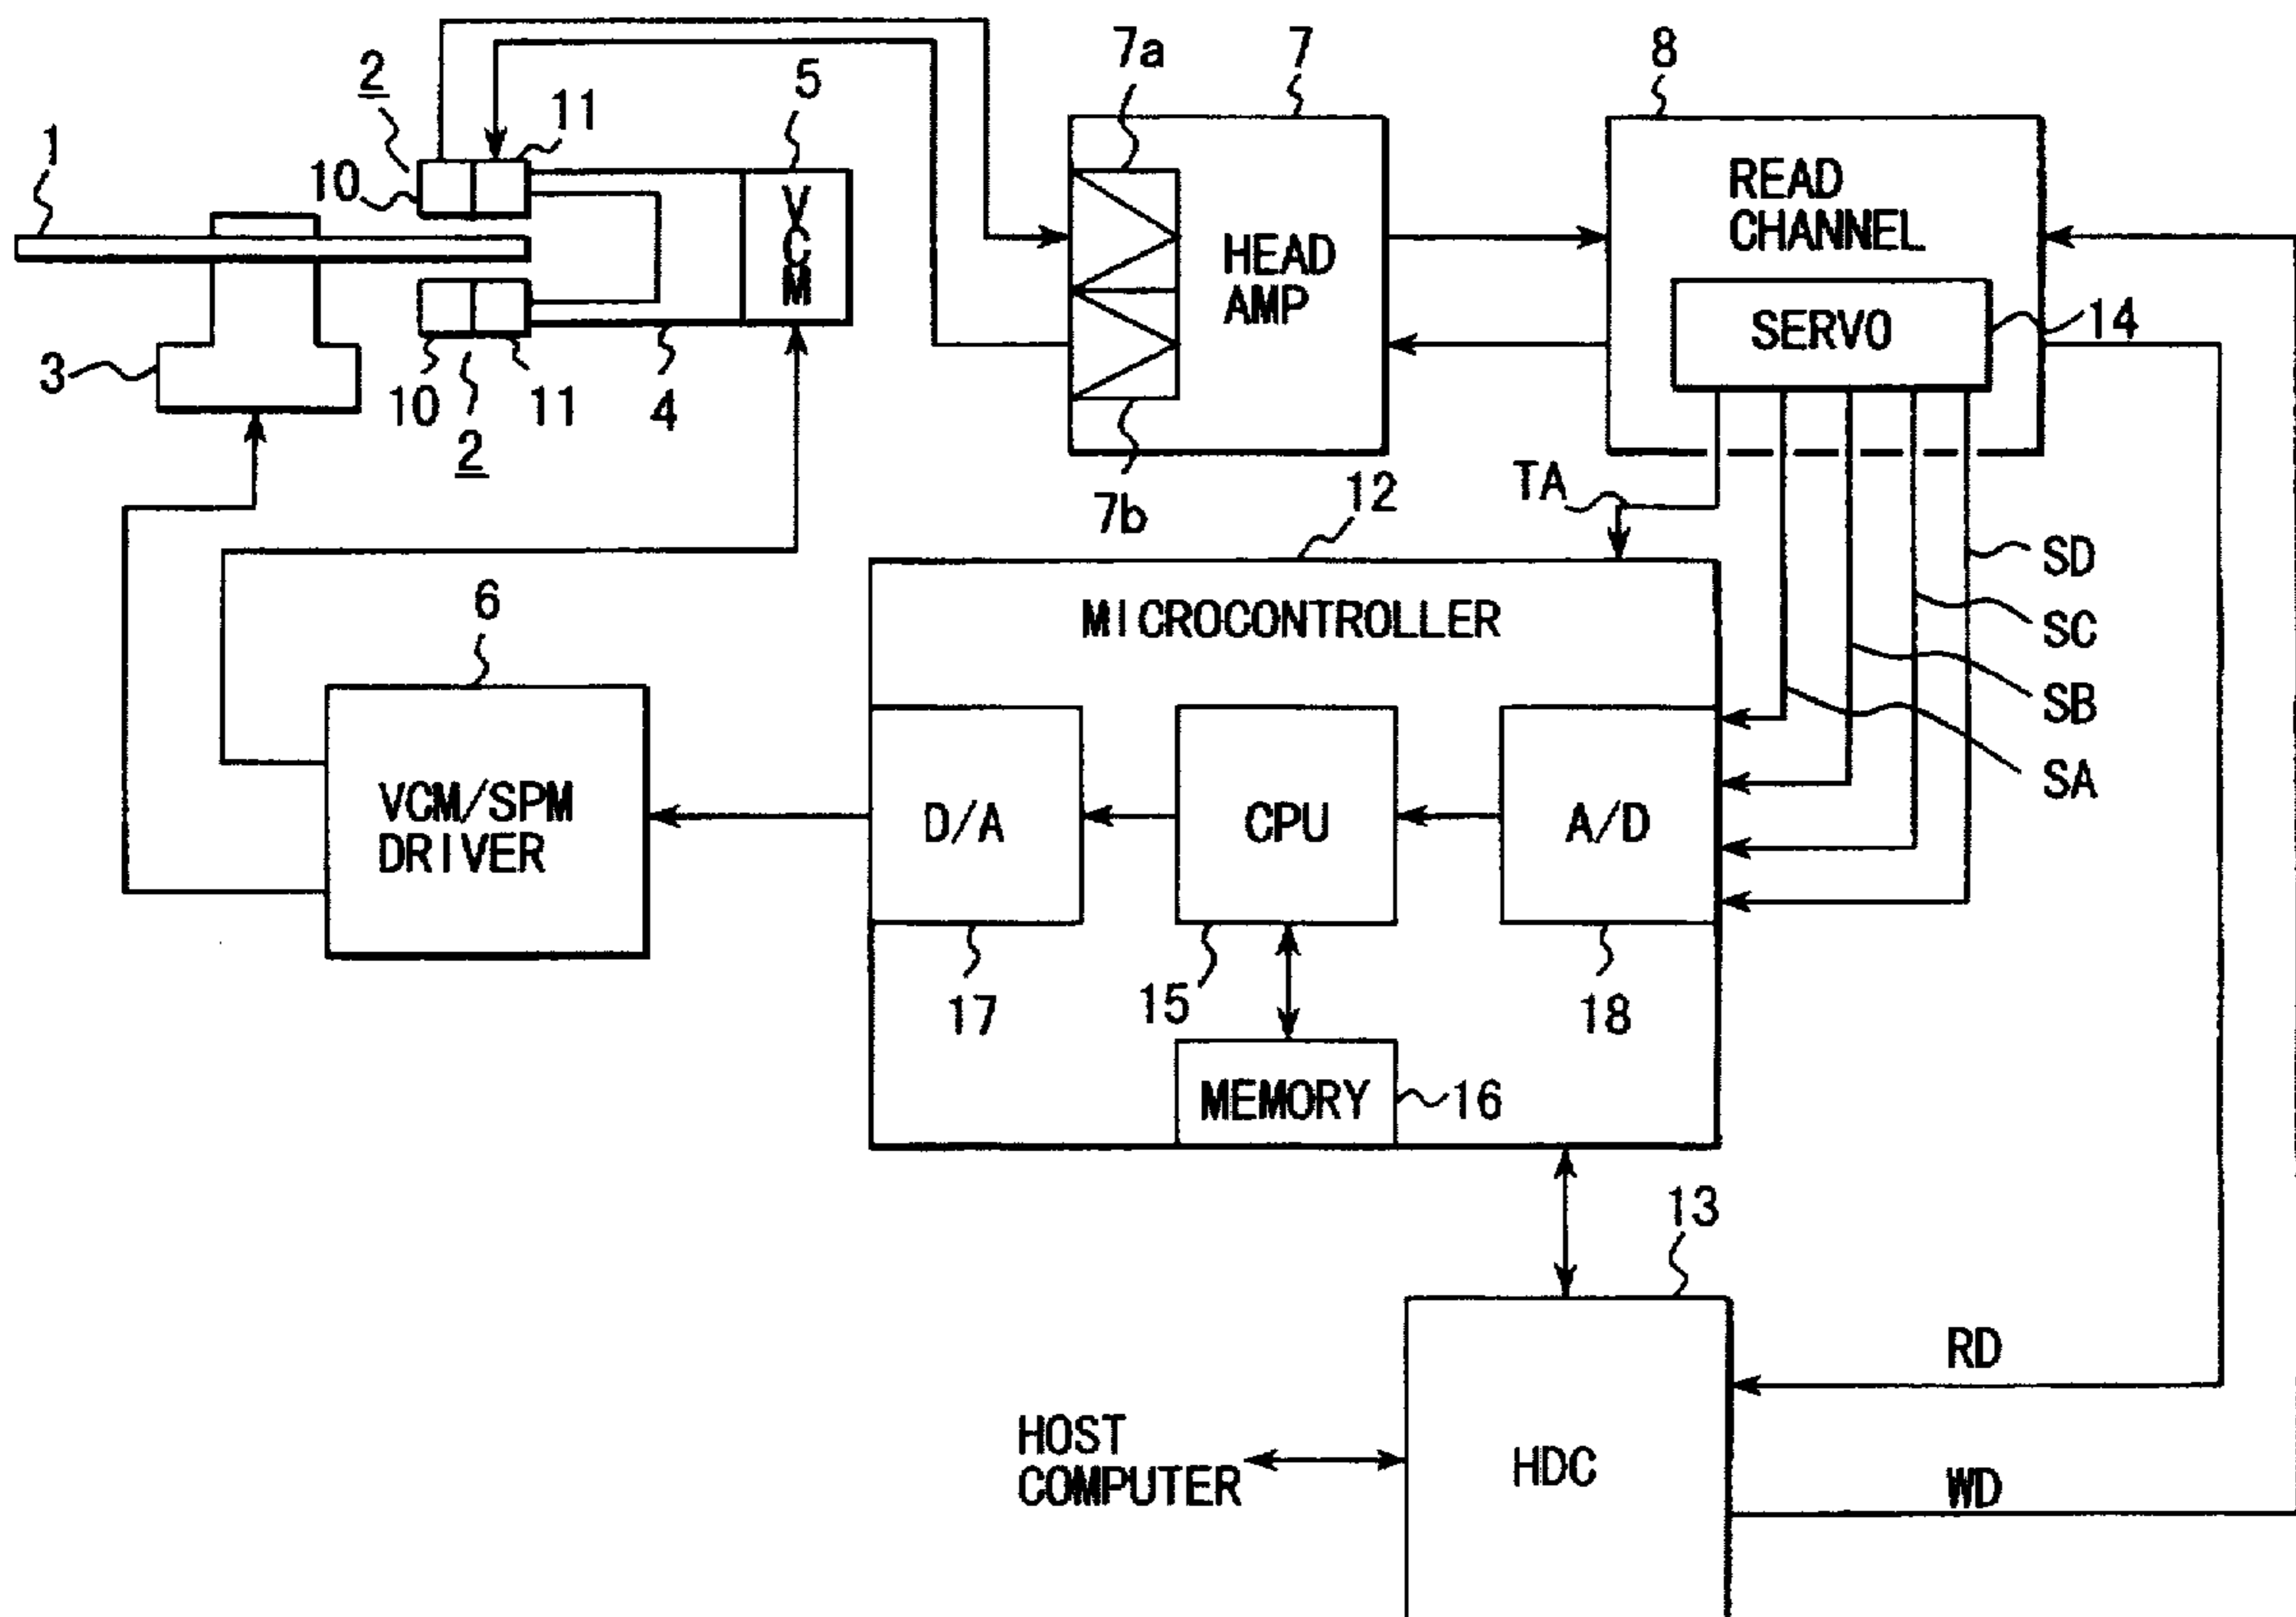 7a
7
8
2
5
11
1
10
VCM
READ
CHANNEL
HEAD
AMP
SERVO
14
3
10
2
11
4
7b
12
TA
SD
MICROCONTROLLER
SC
6
SB
SA
VCM/SPM
DRIVER
D/A
CPU
A/D
17
15
18
MEMORY
16
13
RD
HOST
COMPUTER
HDC
WD